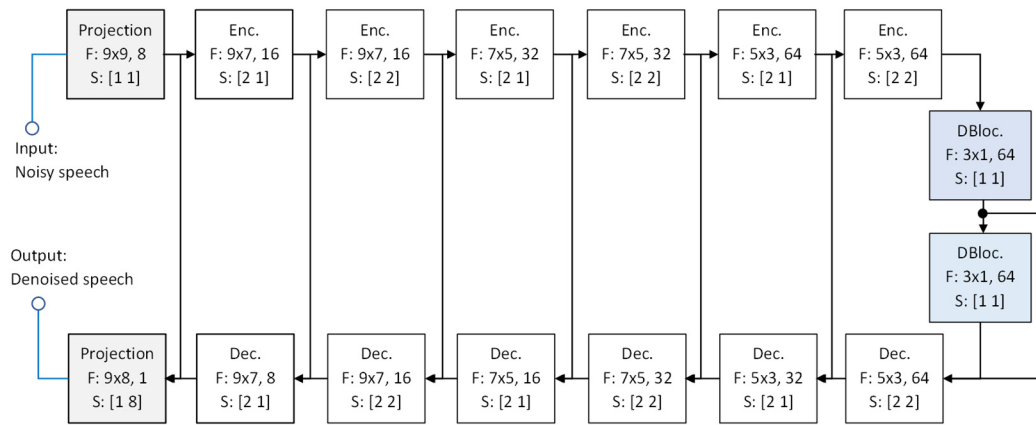 Projection
F: 9x9, 8
S: [1 1]
Enc.
F: 9x7, 16
S: [2 1]
Enc.
F: 9x7, 16
S: [2 2]
Enc.
F: 7x5, 32
S: [2 1]
Enc.
F: 7x5, 32
S: [2 2]
Enc.
F: 5x3, 64
S: [2 1]
Enc.
F: 5x3, 64
S: [2 2]
Input:
Noisy speech
DBloc.
F: 3x1, 64
S: [1 1]
DBloc.
F: 3x1, 64
S: [1 1]
Output:
Denoised speech
Projection
F: 9x8, 1
S: [1 8]
Dec.
F: 9x7, 8
S: [2 1]
Dec.
F: 9x7, 16
S: [2 2]
Dec.
F: 7x5, 16
S: [2 1]
Dec.
F: 7x5, 32
S: [2 2]
Dec.
F: 5x3, 32
S: [2 1]
Dec.
F: 5x3, 64
S: [2 2]